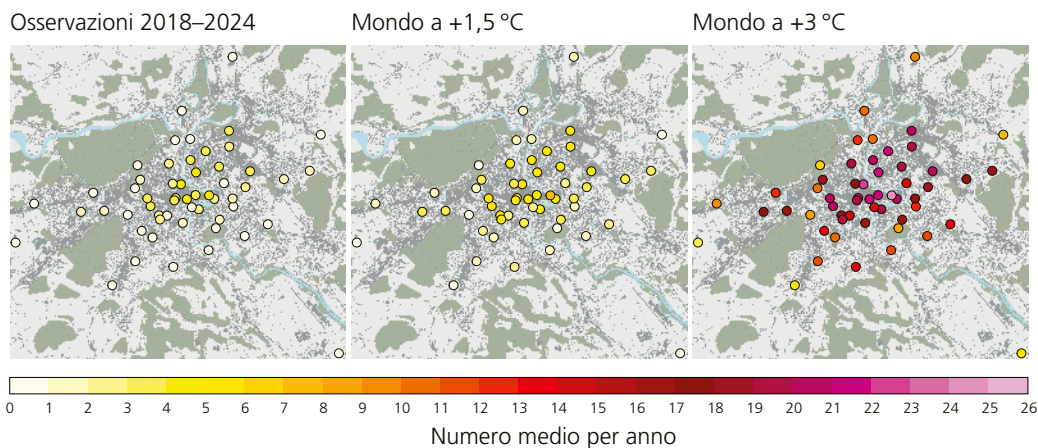 Osservazioni 2018–2024
Mondo a +1,5 °C
Mondo a +3 °C
0 1 2 3 4 5 6 7 8 9 10 11 12 13 14 15 16 17 18 19 20 21 22 23 24 25 26
Numero medio per anno